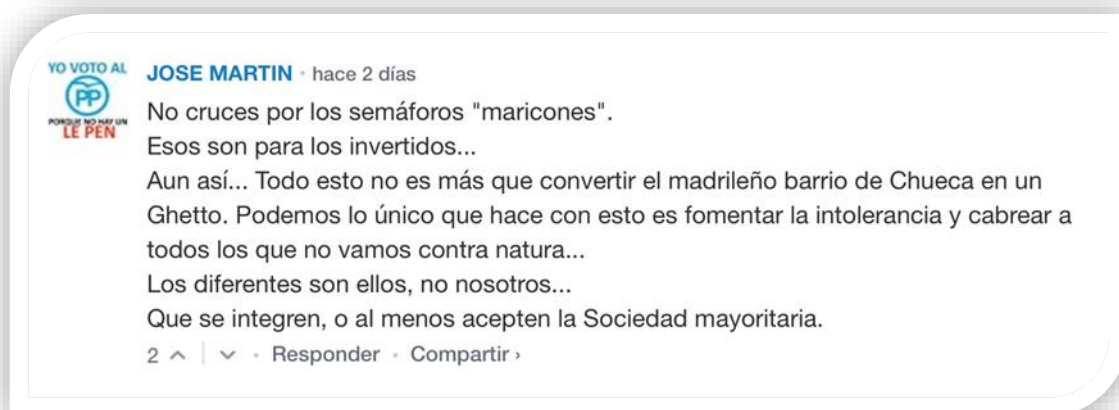 YO VOTO AL
PP
PORQUE NO HAY UN
LE PEN
JOSE MARTIN · hace 2 días
No cruces por los semáforos "maricones".
Esos son para los invertidos...
Aun así... Todo esto no es más que convertir el madrileño barrio de Chueca en un
Ghetto. Podemos lo único que hace con esto es fomentar la intolerancia y cabrear a
todos los que no vamos contra natura...
Los diferentes son ellos, no nosotros...
Que se integren, o al menos acepten la Sociedad mayoritaria.
2 · Responder · Compartir ›